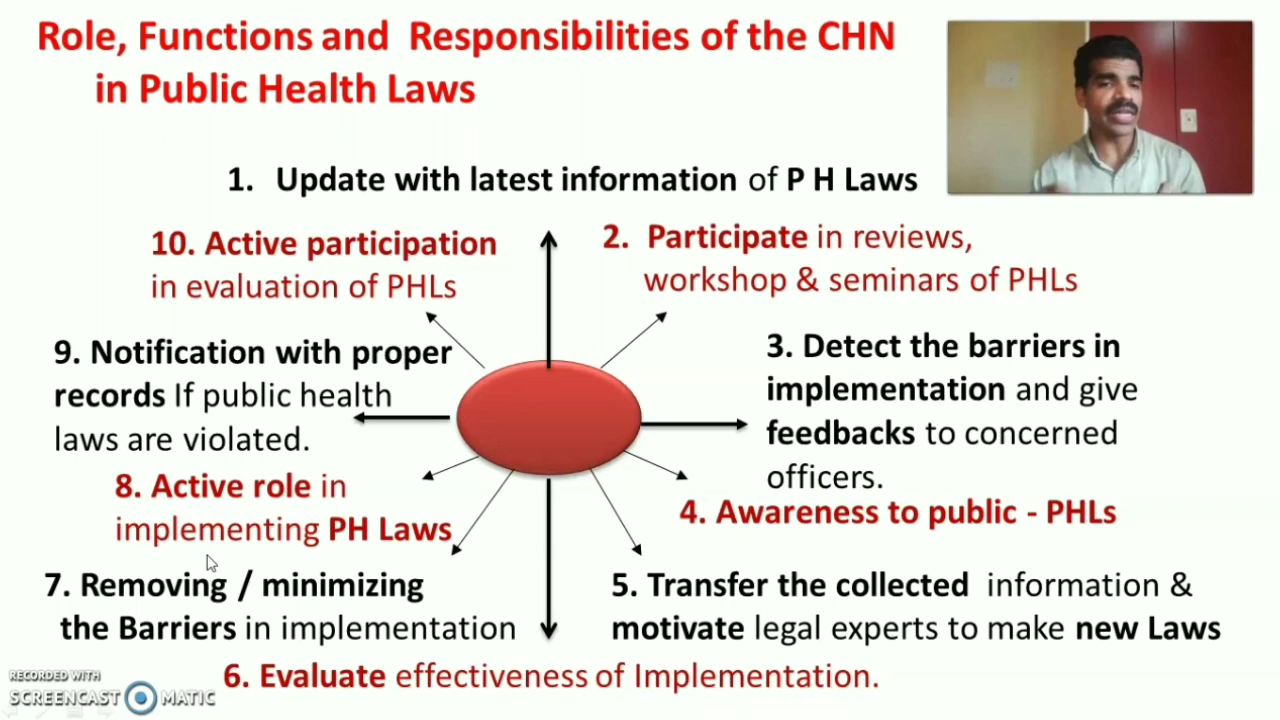 Role, Functions and Responsibilities of the CHN
in Public Health Laws
1. Update with latest information of P H Laws
2. Participate in reviews,
workshop & seminars of PHLs
3. Detect the barriers in
implementation and give
feedbacks to concerned
officers.
4. Awareness to public - PHLs
5. Transfer the collected information &
motivate legal experts to make new Laws
6. Evaluate effectiveness of Implementation.
7. Removing / minimizing
the Barriers in implementation
8. Active role in
implementing PH Laws
9. Notification with proper
records If public health
laws are violated.
10. Active participation
in evaluation of PHLs
RECORDED WITH
SCREENCAST MATIC